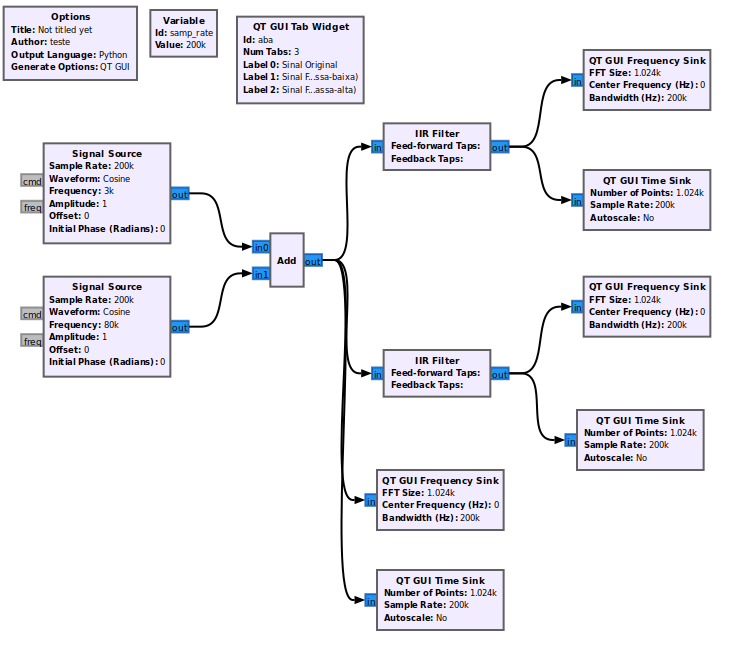 Options
Title: Not titled yet
Author: teste
Output Language: Python
Generate Options: QT GUI
Variable
Id: samp_rate
Value: 200k
QT GUI Tab Widget
Id: aba
Num Tabs: 3
Label 0: Sinal Original
Label 1: Sinal F...ssa-baixa)
Label 2: Sinal F...assa-alta)
Signal Source
Sample Rate: 200k
Waveform: Cosine
Frequency: 3k
Amplitude: 1
Offset: 0
Initial Phase (Radians): 0
cmd
freq
out
Signal Source
Sample Rate: 200k
Waveform: Cosine
Frequency: 80k
Amplitude: 1
Offset: 0
Initial Phase (Radians): 0
cmd
freq
out
in0
in1
Add
out
in
IIR Filter
Feed-forward Taps:
Feedback Taps:
out
in
QT GUI Frequency Sink
FFT Size: 1.024k
Center Frequency (Hz): 0
Bandwidth (Hz): 200k
in
QT GUI Time Sink
Number of Points: 1.024k
Sample Rate: 200k
Autoscale: No
in
IIR Filter
Feed-forward Taps:
Feedback Taps:
out
in
QT GUI Frequency Sink
FFT Size: 1.024k
Center Frequency (Hz): 0
Bandwidth (Hz): 200k
in
QT GUI Time Sink
Number of Points: 1.024k
Sample Rate: 200k
Autoscale: No
in
QT GUI Frequency Sink
FFT Size: 1.024k
Center Frequency (Hz): 0
Bandwidth (Hz): 200k
in
QT GUI Time Sink
Number of Points: 1.024k
Sample Rate: 200k
Autoscale: No